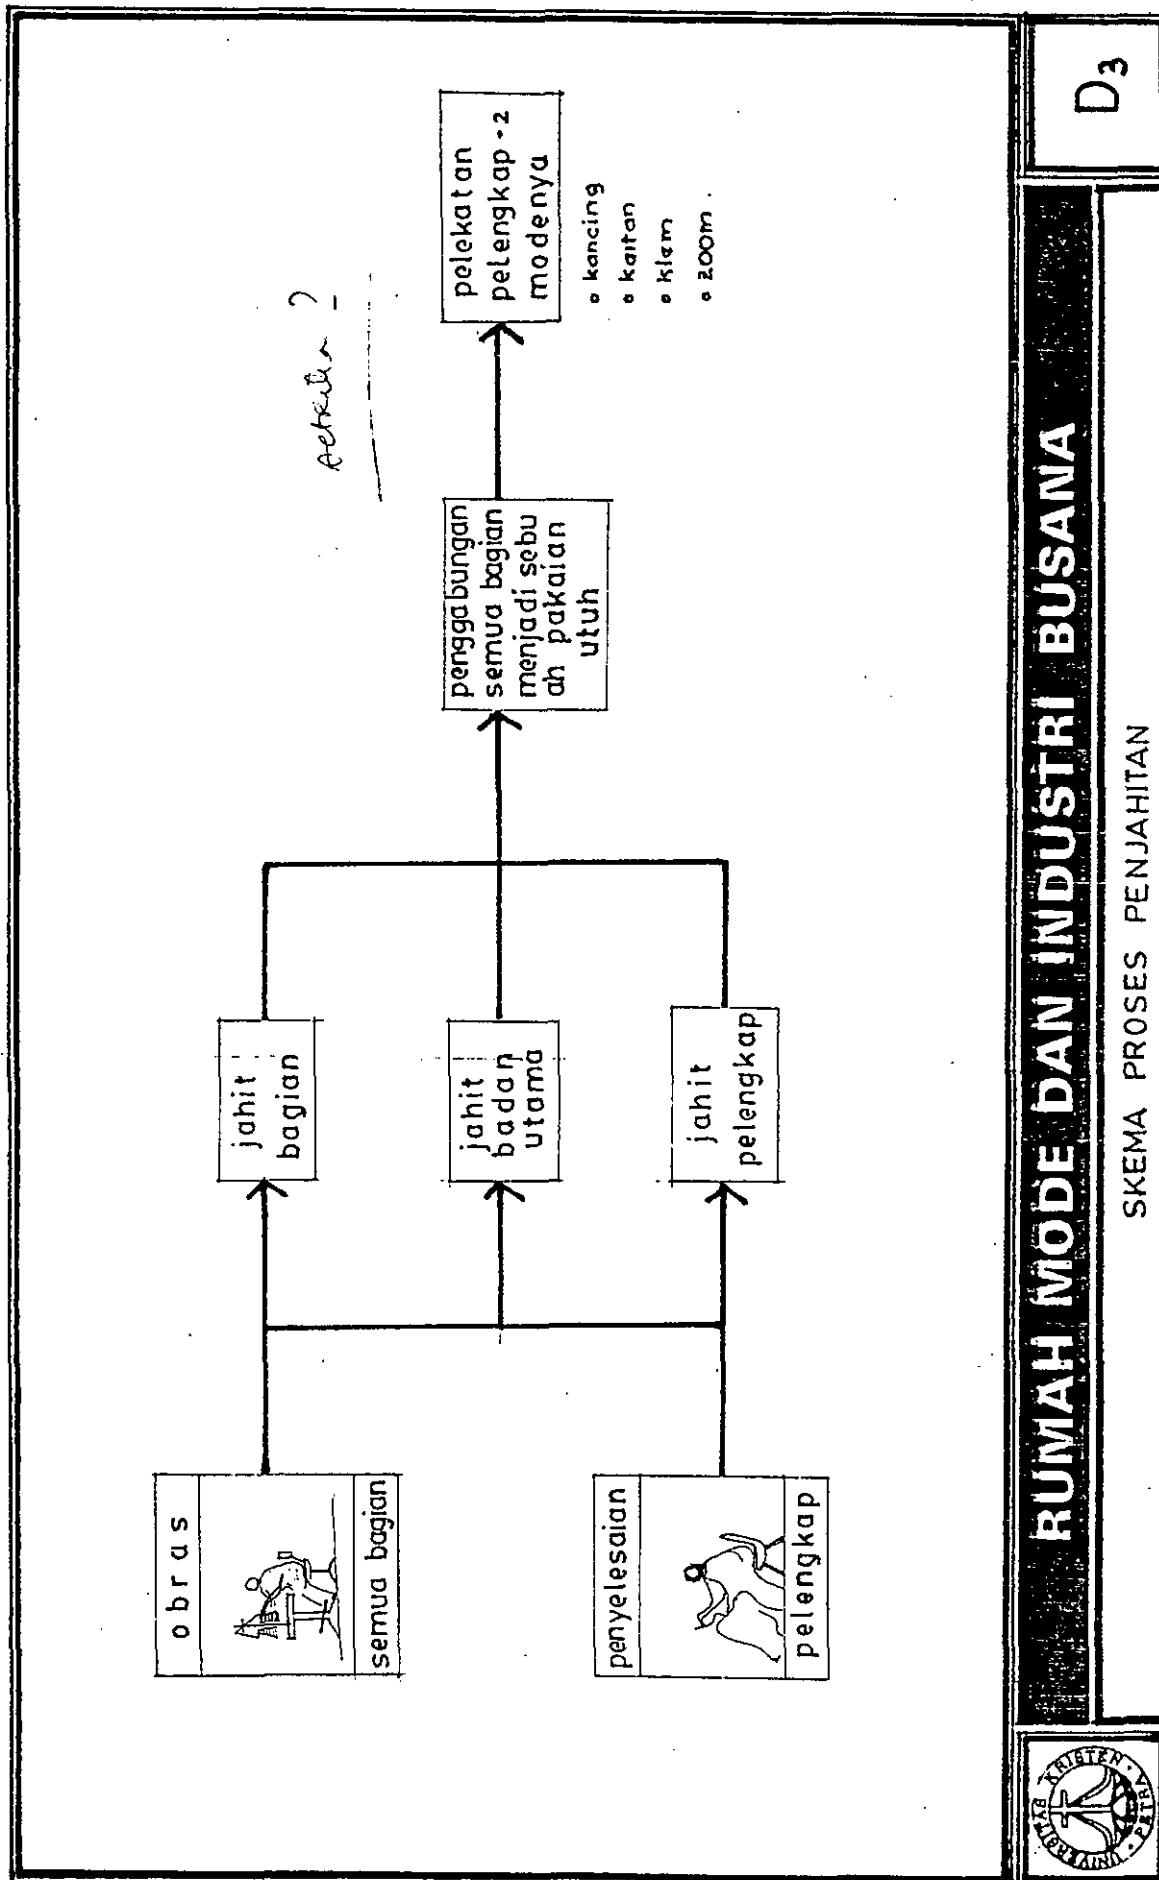 obras
semua bagian
penyelesaian
pelengkap
jahit
bagian
jahit
badan
utama
jahit
pelengkap
penggabungan
semua bagian
menjadi sebu
ah pakaian
utuh
pelekatan
pelengkap-2
modenya
• kancing
• kaitan
• klem
• zoom.
UNIVERSITAS KRISTEN PETRA
RUMAH MODE DAN INDUSTRI BUSANA
SKEMA PROSES PENJAHITAN
D3